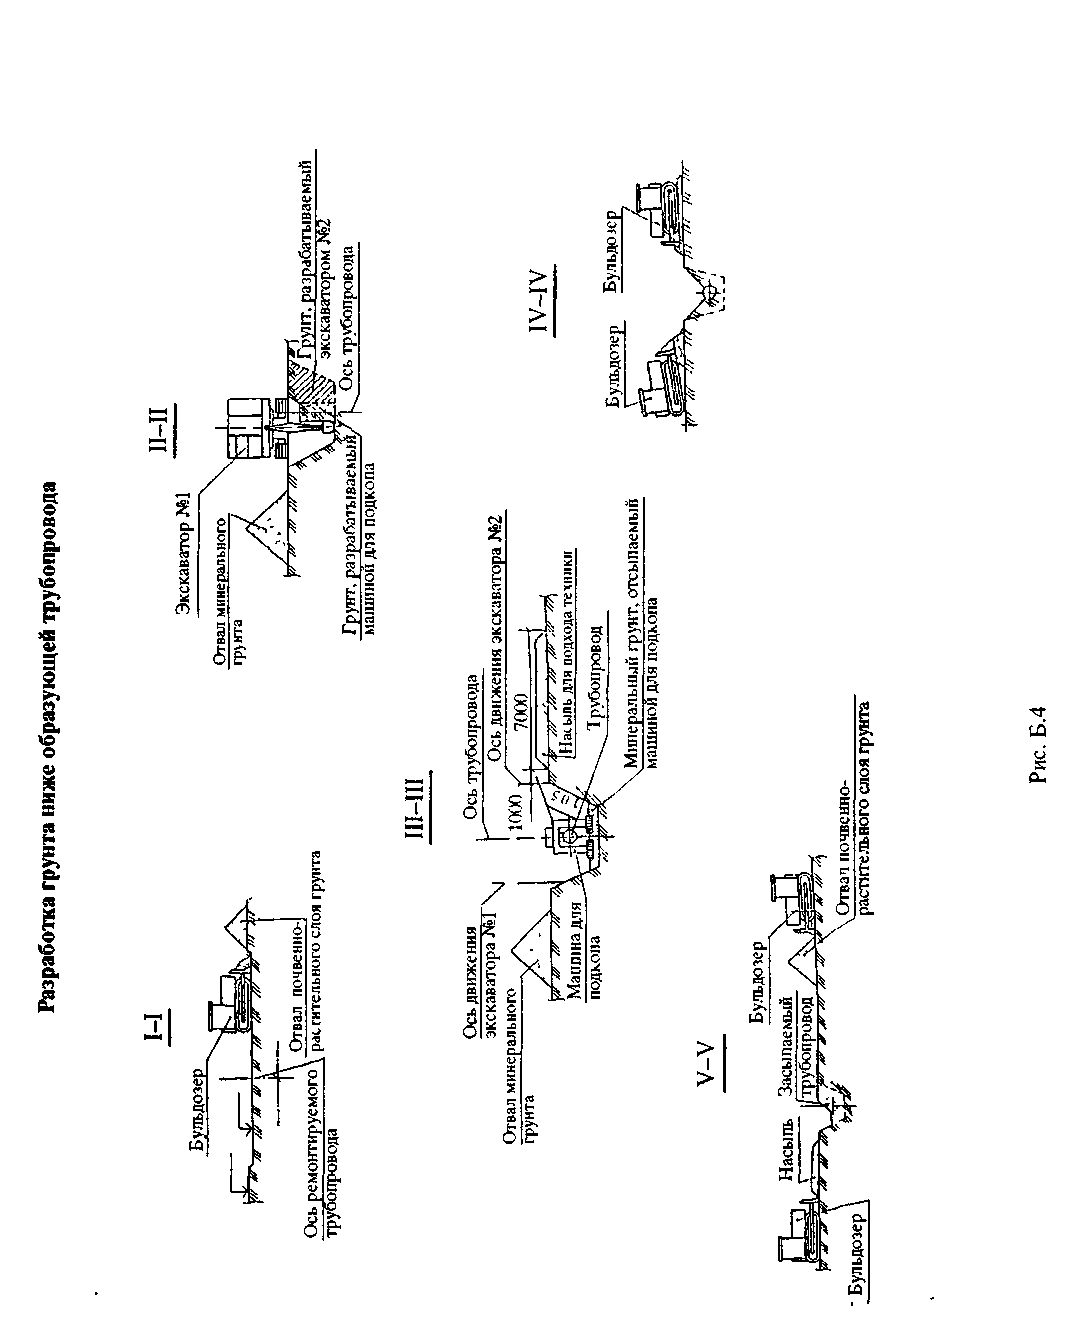 Разработка грунта ниже образующей трубопровода
I–I
Бульдозер
Отвал почвенно-
растительного слоя грунта
Ось ремонтируемого
трубопровода
II–II
Экскаватор №1
Отвал минерального
грунта
Грунт, разрабатываемый
машиной для подкопа
Грунт, разрабатываемый
экскаватором №2
Ось трубопровода
III–III
Ось движения
экскаватора №1
Ось трубопровода
Ось движения экскаватора №2
1000
7000
Отвал минерального
грунта
Машина для
подкопа
Насыпь для подхода техники
Трубопровод
Минеральный грунт, отсыпаемый
машиной для подкопа
IV–IV
Бульдозер
Бульдозер
V–V
Бульдозер
Насыпь
Засыпаемый
трубопровод
Бульдозер
Отвал почвенно-
растительного слоя грунта
Рис. Б.4